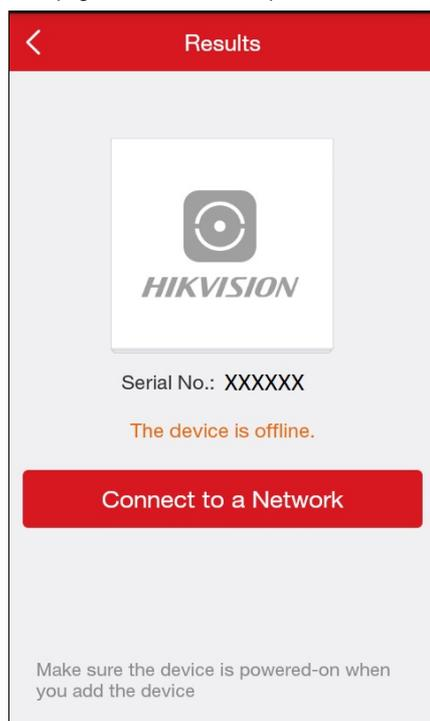 Results
HIKVISION
Serial No.: XXXXXX
The device is offline.
Connect to a Network
Make sure the device is powered-on when
you add the device